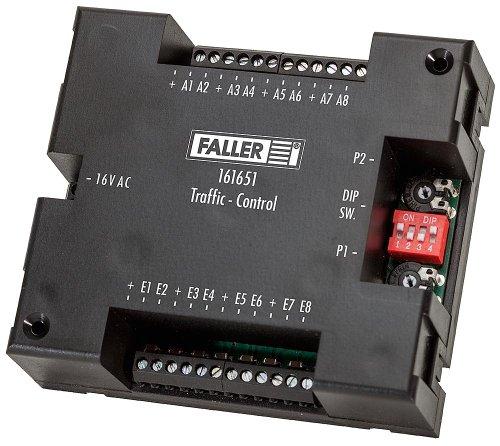 + A1 A2 + A3 A4 + A5 A6 + A7 A8
FALLER
161651
Traffic - Control
- 16V AC
P2 -
DIP
SW. -
ON DIP
1 2 3 4
P1 -
+ E1 E2 + E3 E4 + E5 E6 + E7 E8